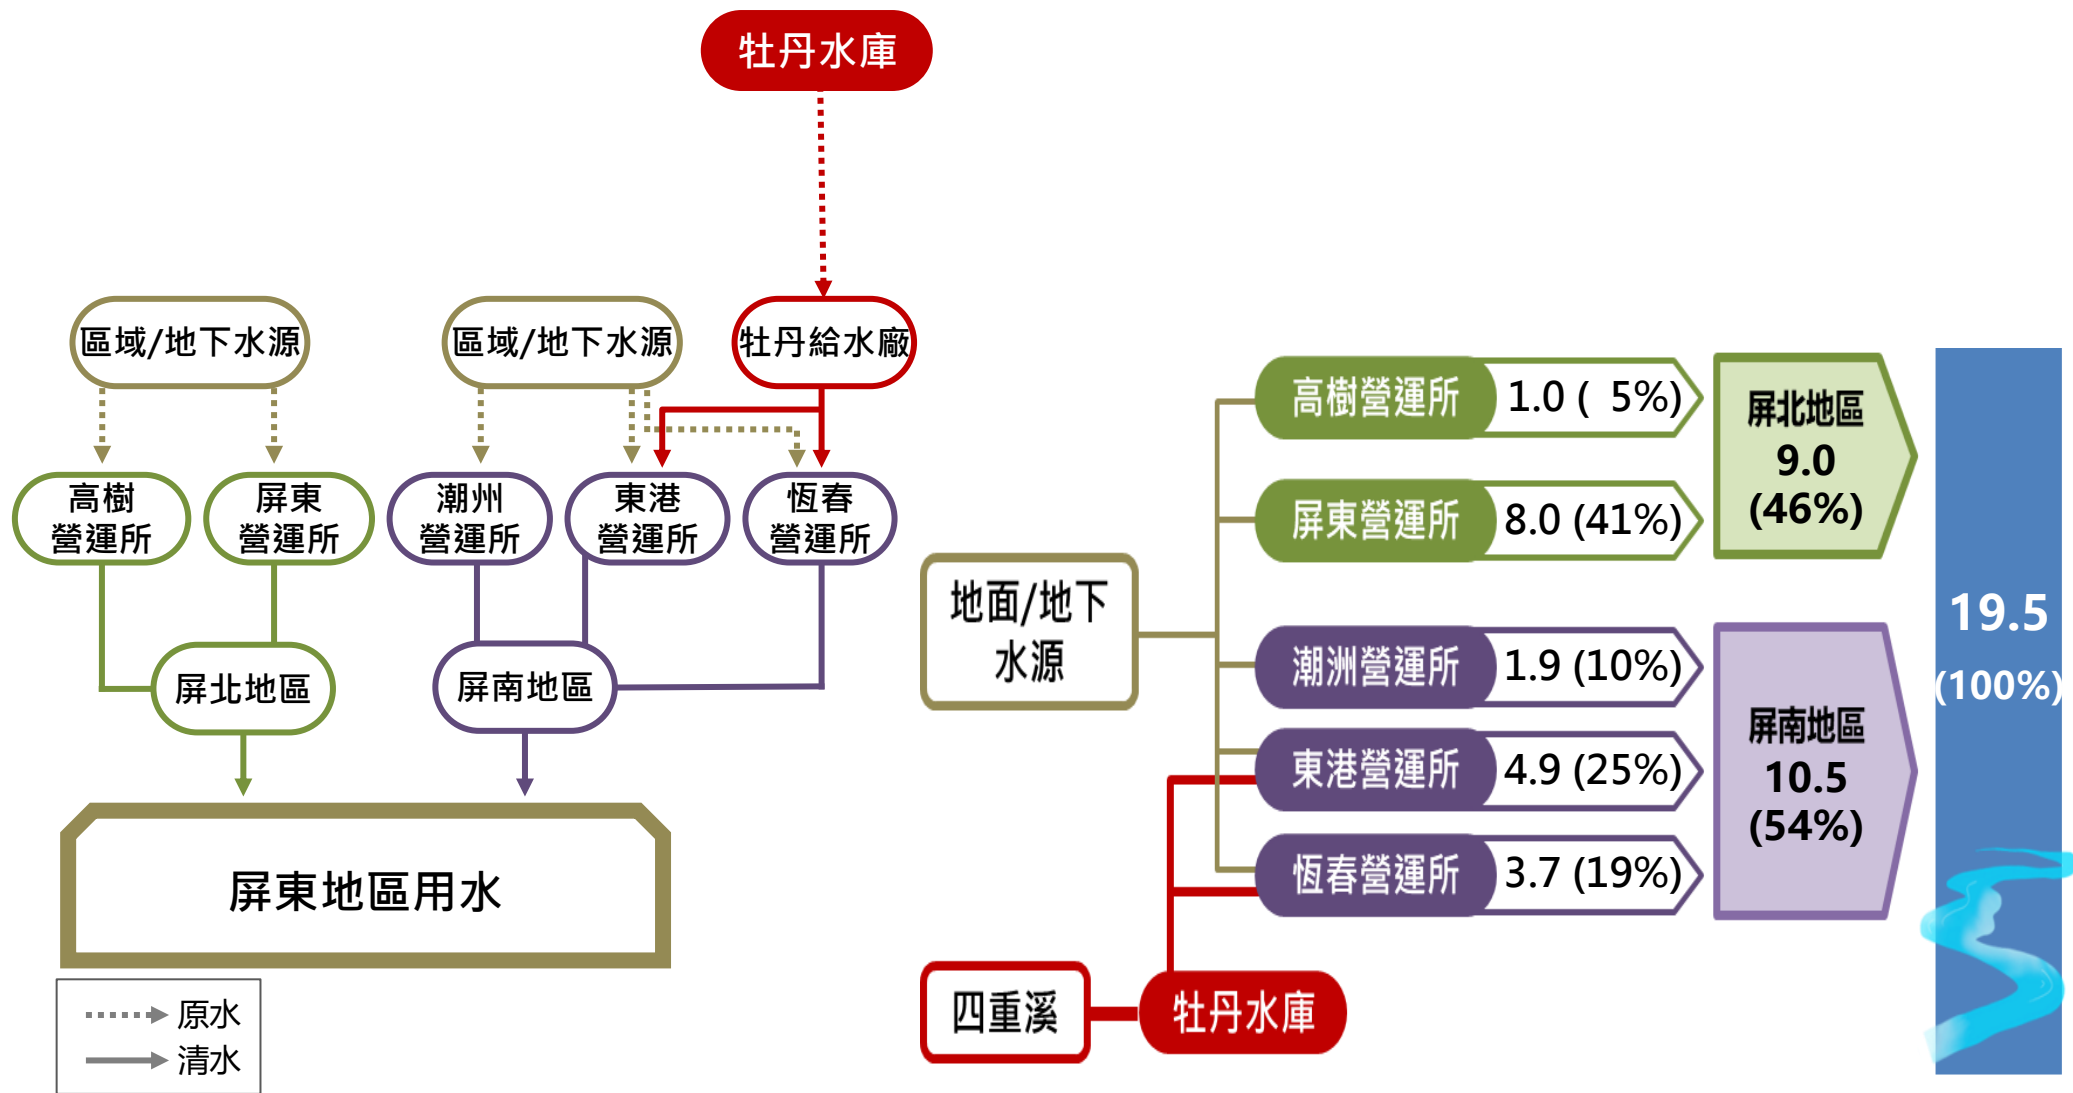 牡丹水庫
區域/地下水源
區域/地下水源
牡丹給水廠
高樹
營運所
屏東
營運所
潮州
營運所
東港
營運所
恆春
營運所
屏北地區
屏南地區
屏東地區用水
原水
清水
地面/地下
水源
高樹營運所 1.0 (  5%)
屏東營運所 8.0 (41%)
潮洲營運所 1.9 (10%)
東港營運所 4.9 (25%)
恆春營運所 3.7 (19%)
四重溪
牡丹水庫
屏北地區
9.0
(46%)
屏南地區
10.5
(54%)
19.5
(100%)